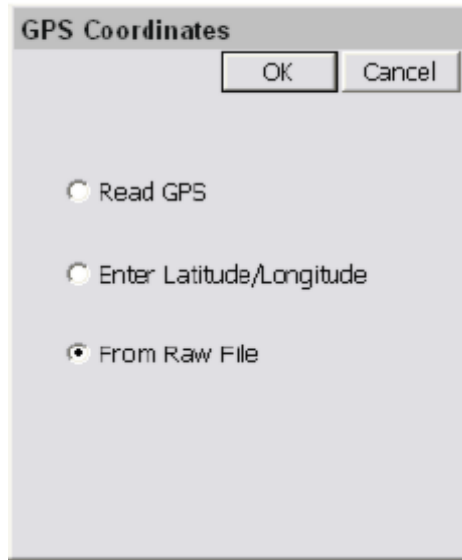 GPS Coordinates
OK Cancel
Read GPS
Enter Latitude/Longitude
From Raw File